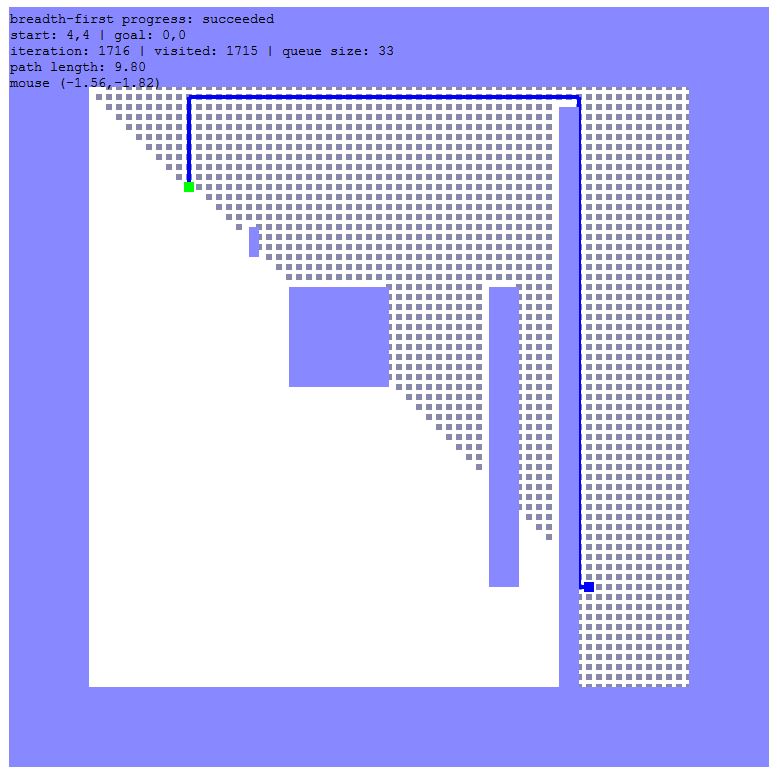 breadth-first progress: succeeded
start: 4,4 | goal: 0,0
iteration: 1716 | visited: 1715 | queue size: 33
path length: 9.80
mouse (-1.56,-1.82)